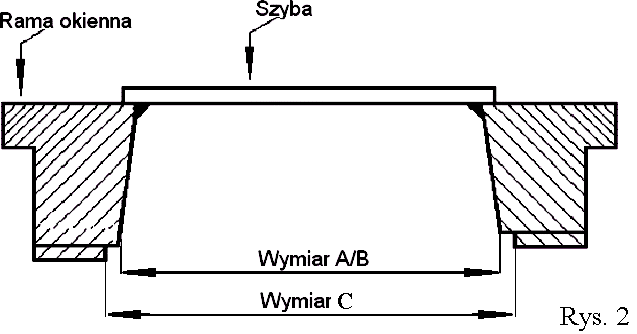 Szyba
Rama okienna
Wymiar A/B
Wymiar C
Rys. 2